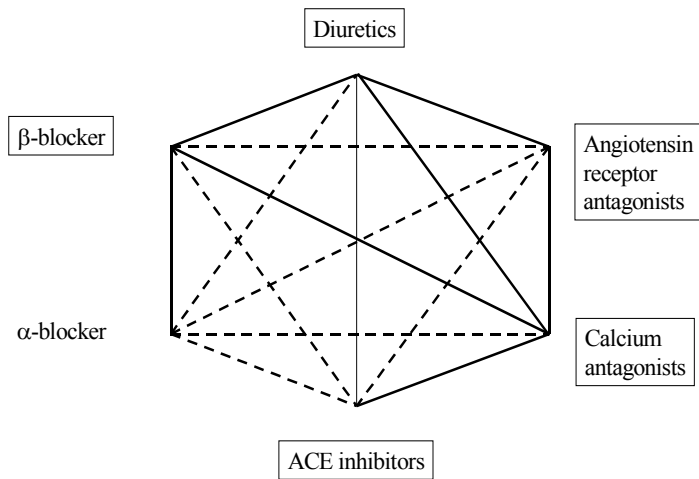 Diuretics
β-blocker
Angiotensin
receptor
antagonists
α-blocker
Calcium
antagonists
ACE inhibitors